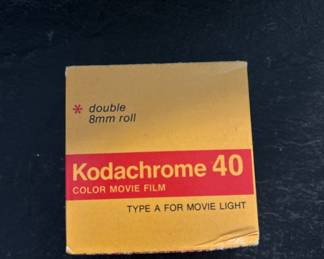 * double
8mm roll
Kodachrome 40
COLOR MOVIE FILM
TYPE A FOR MOVIE LIGHT